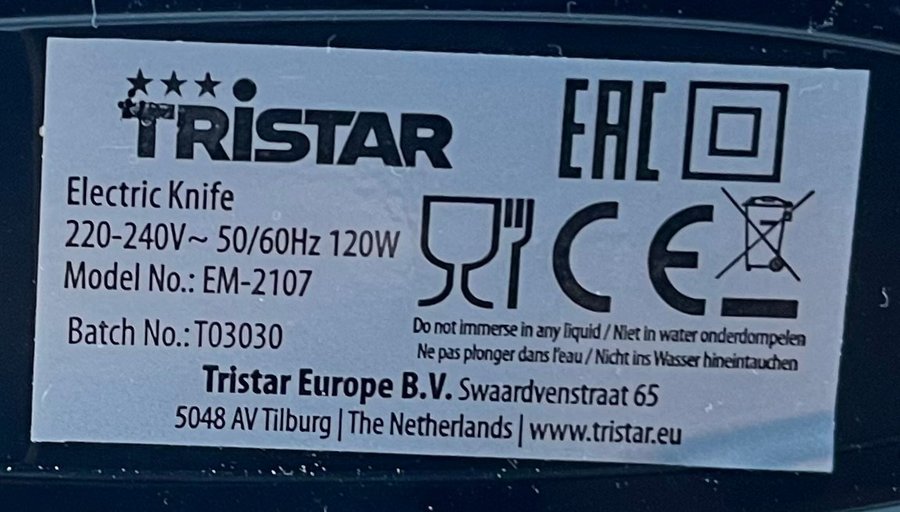 TRISTAR
EAC
Electric Knife
220-240V~ 50/60Hz 120W
Model No.: EM-2107
CE
Batch No.: T03030
Do not immerse in any liquid / Niet in water onderdompelen
Ne pas plonger dans l'eau / Nicht ins Wasser hineintauchen
Tristar Europe B.V. Swaardvenstraat 65
5048 AV Tilburg | The Netherlands | www.tristar.eu